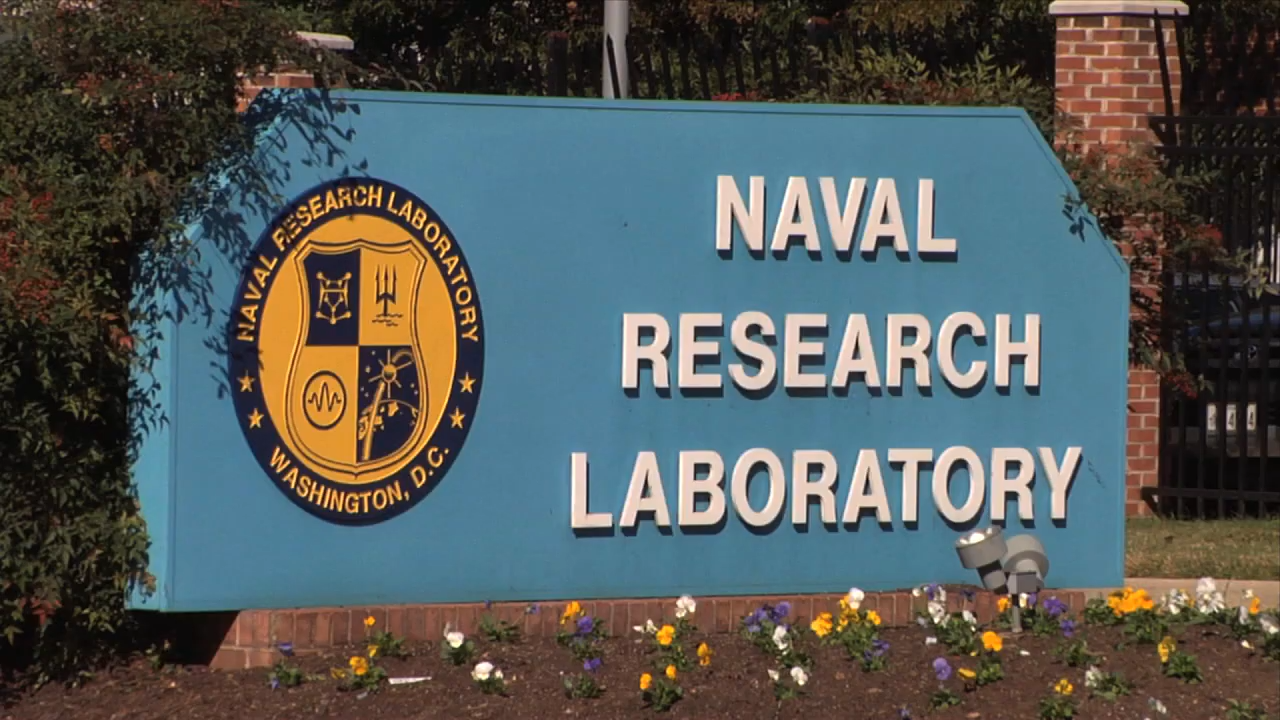 NAVAL RESEARCH LABORATORY
WASHINGTON, D.C.
NAVAL
RESEARCH
LABORATORY